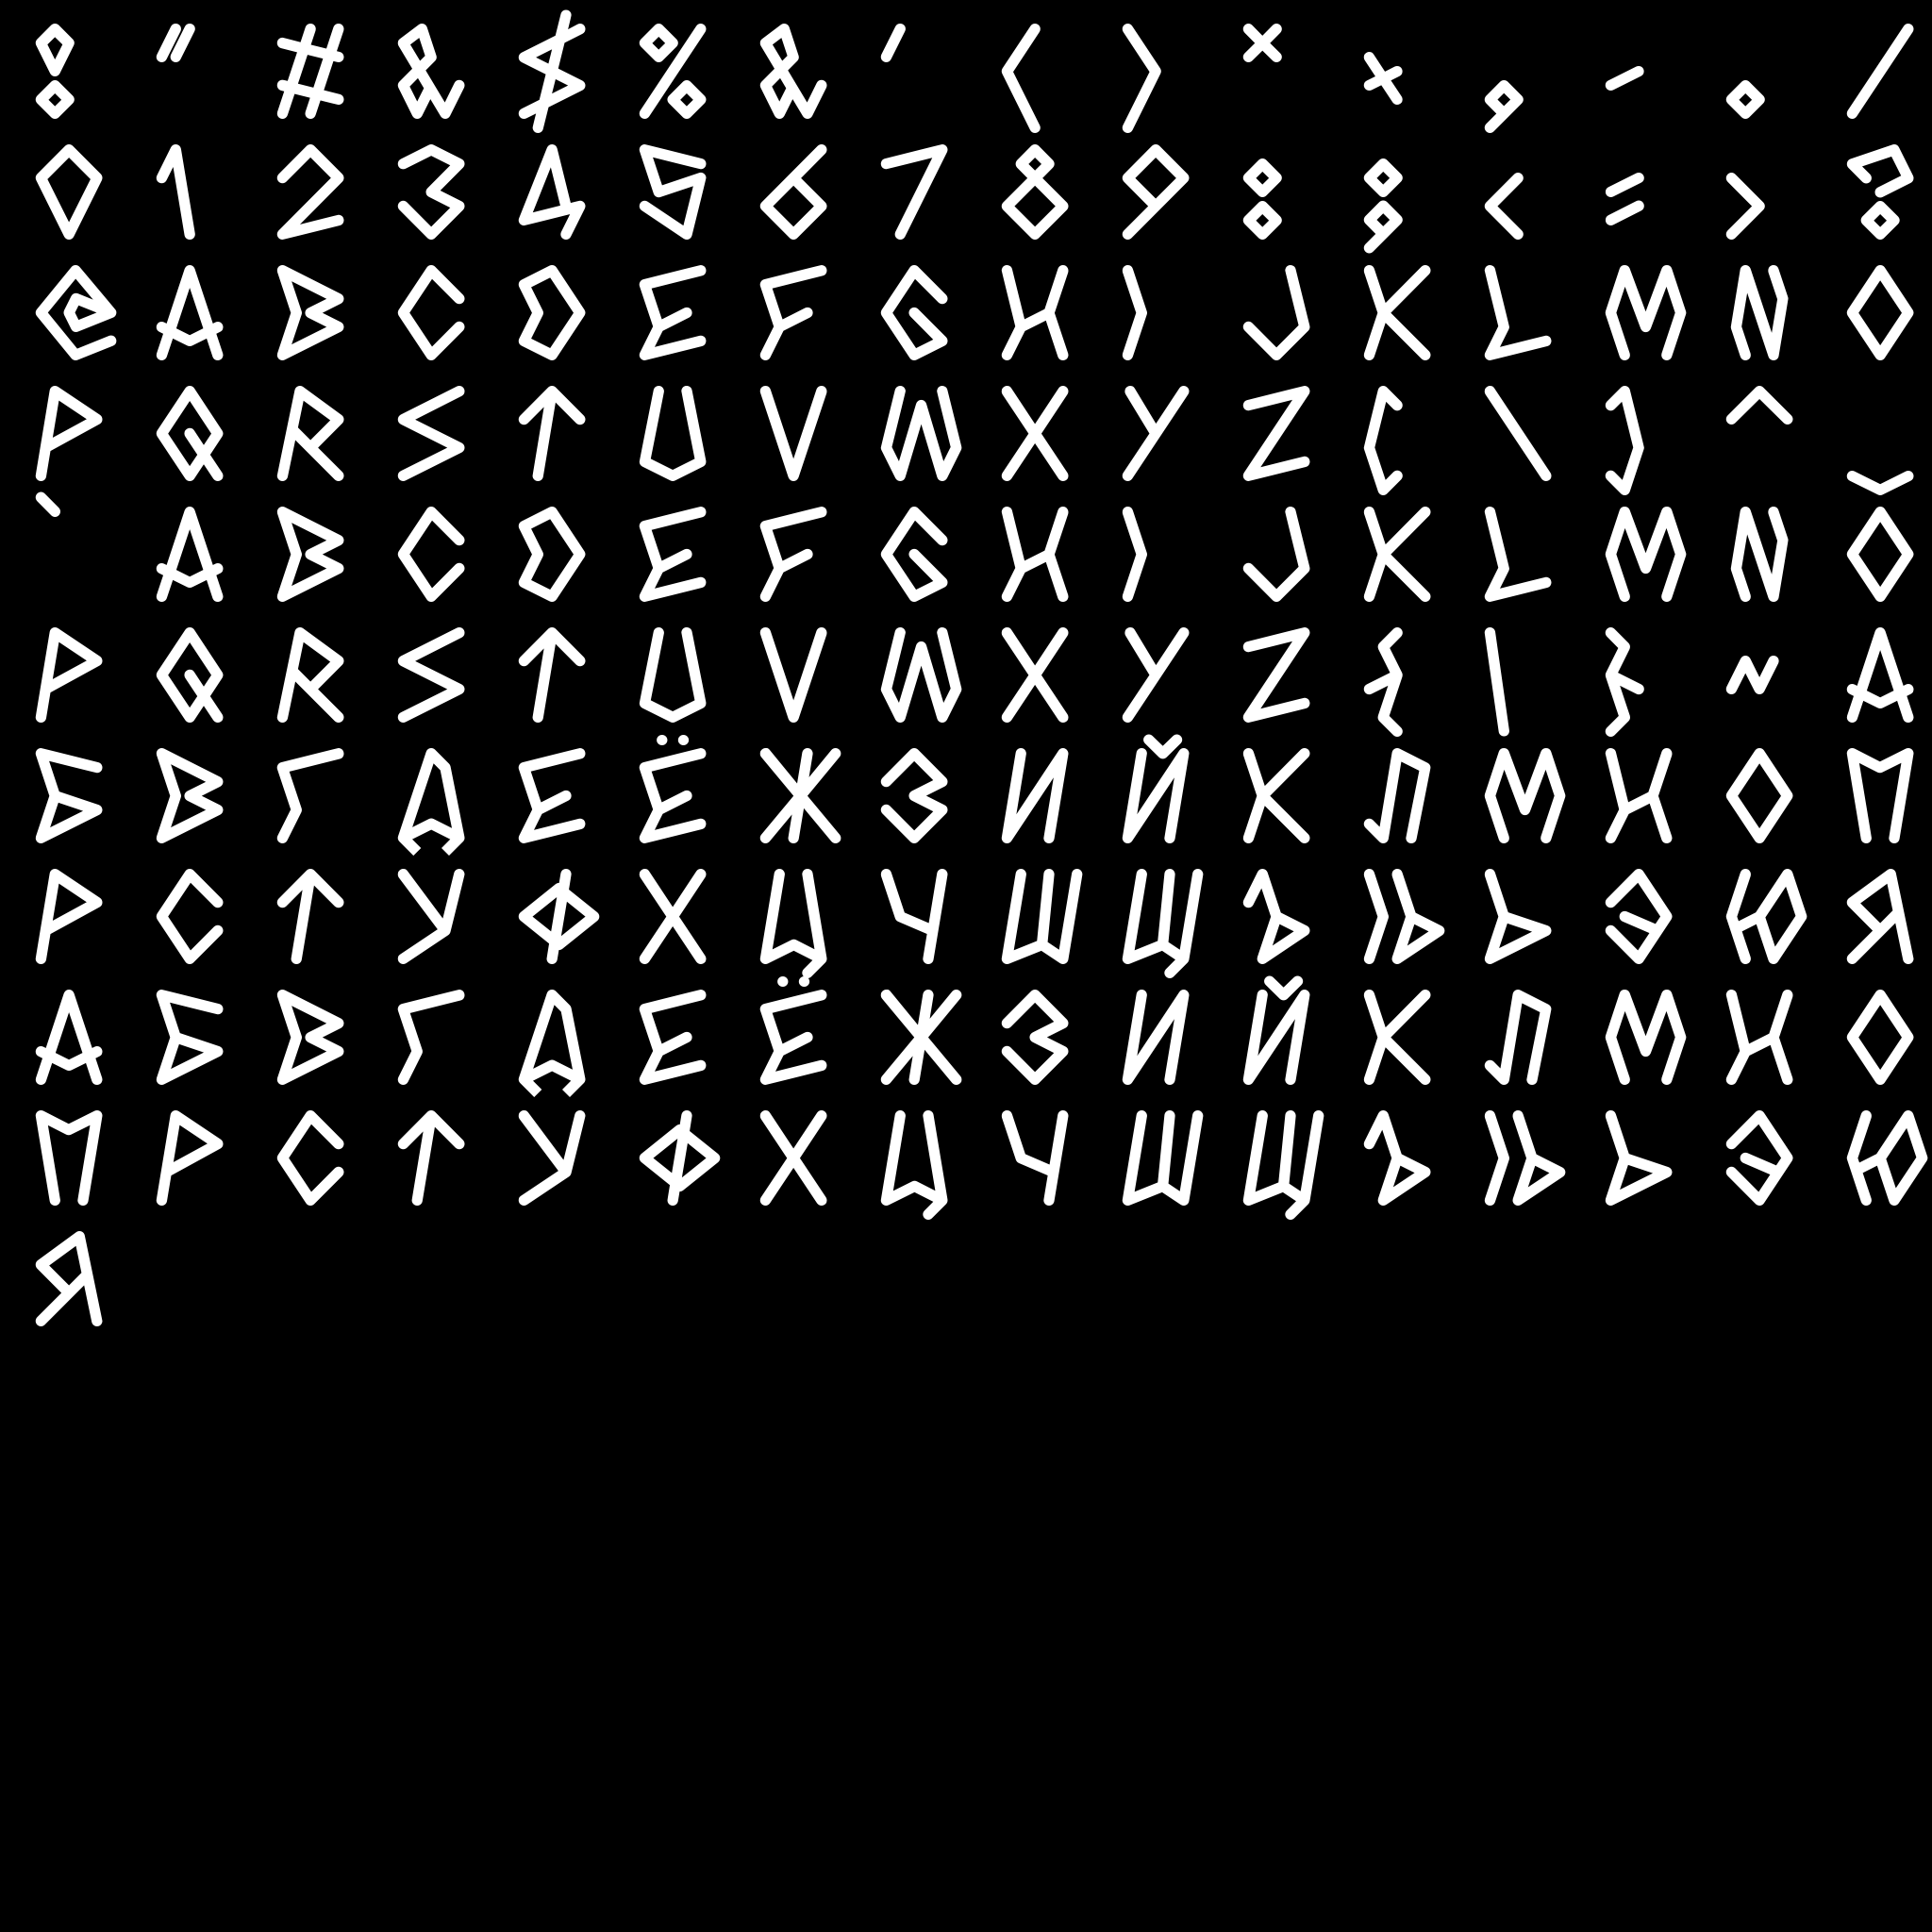 ! " # & $ % & ' ( ) * + , - . /
0 1 2 3 4 5 6 7 8 9 : ; < = > ?
@ A B C D E F G H I J K L M N O
P Q R S T U V W X Y Z [ \ ] ^ _
` A B C D E F G H I J K L M N O
P Q R S T U V W X Y Z { | } ~ А
Б В Г Д Е Ё Ж З И Й К Л М Н О П
Р С Т У Ф Х Ц Ч Ш Щ Ъ Ы Ь Э Ю Я
А Б В Г Д Е Ё Ж З И Й К Л М Н О
П Р С Т У Ф Х Ц Ч Ш Щ Ъ Ы Ь Э Ю
Я